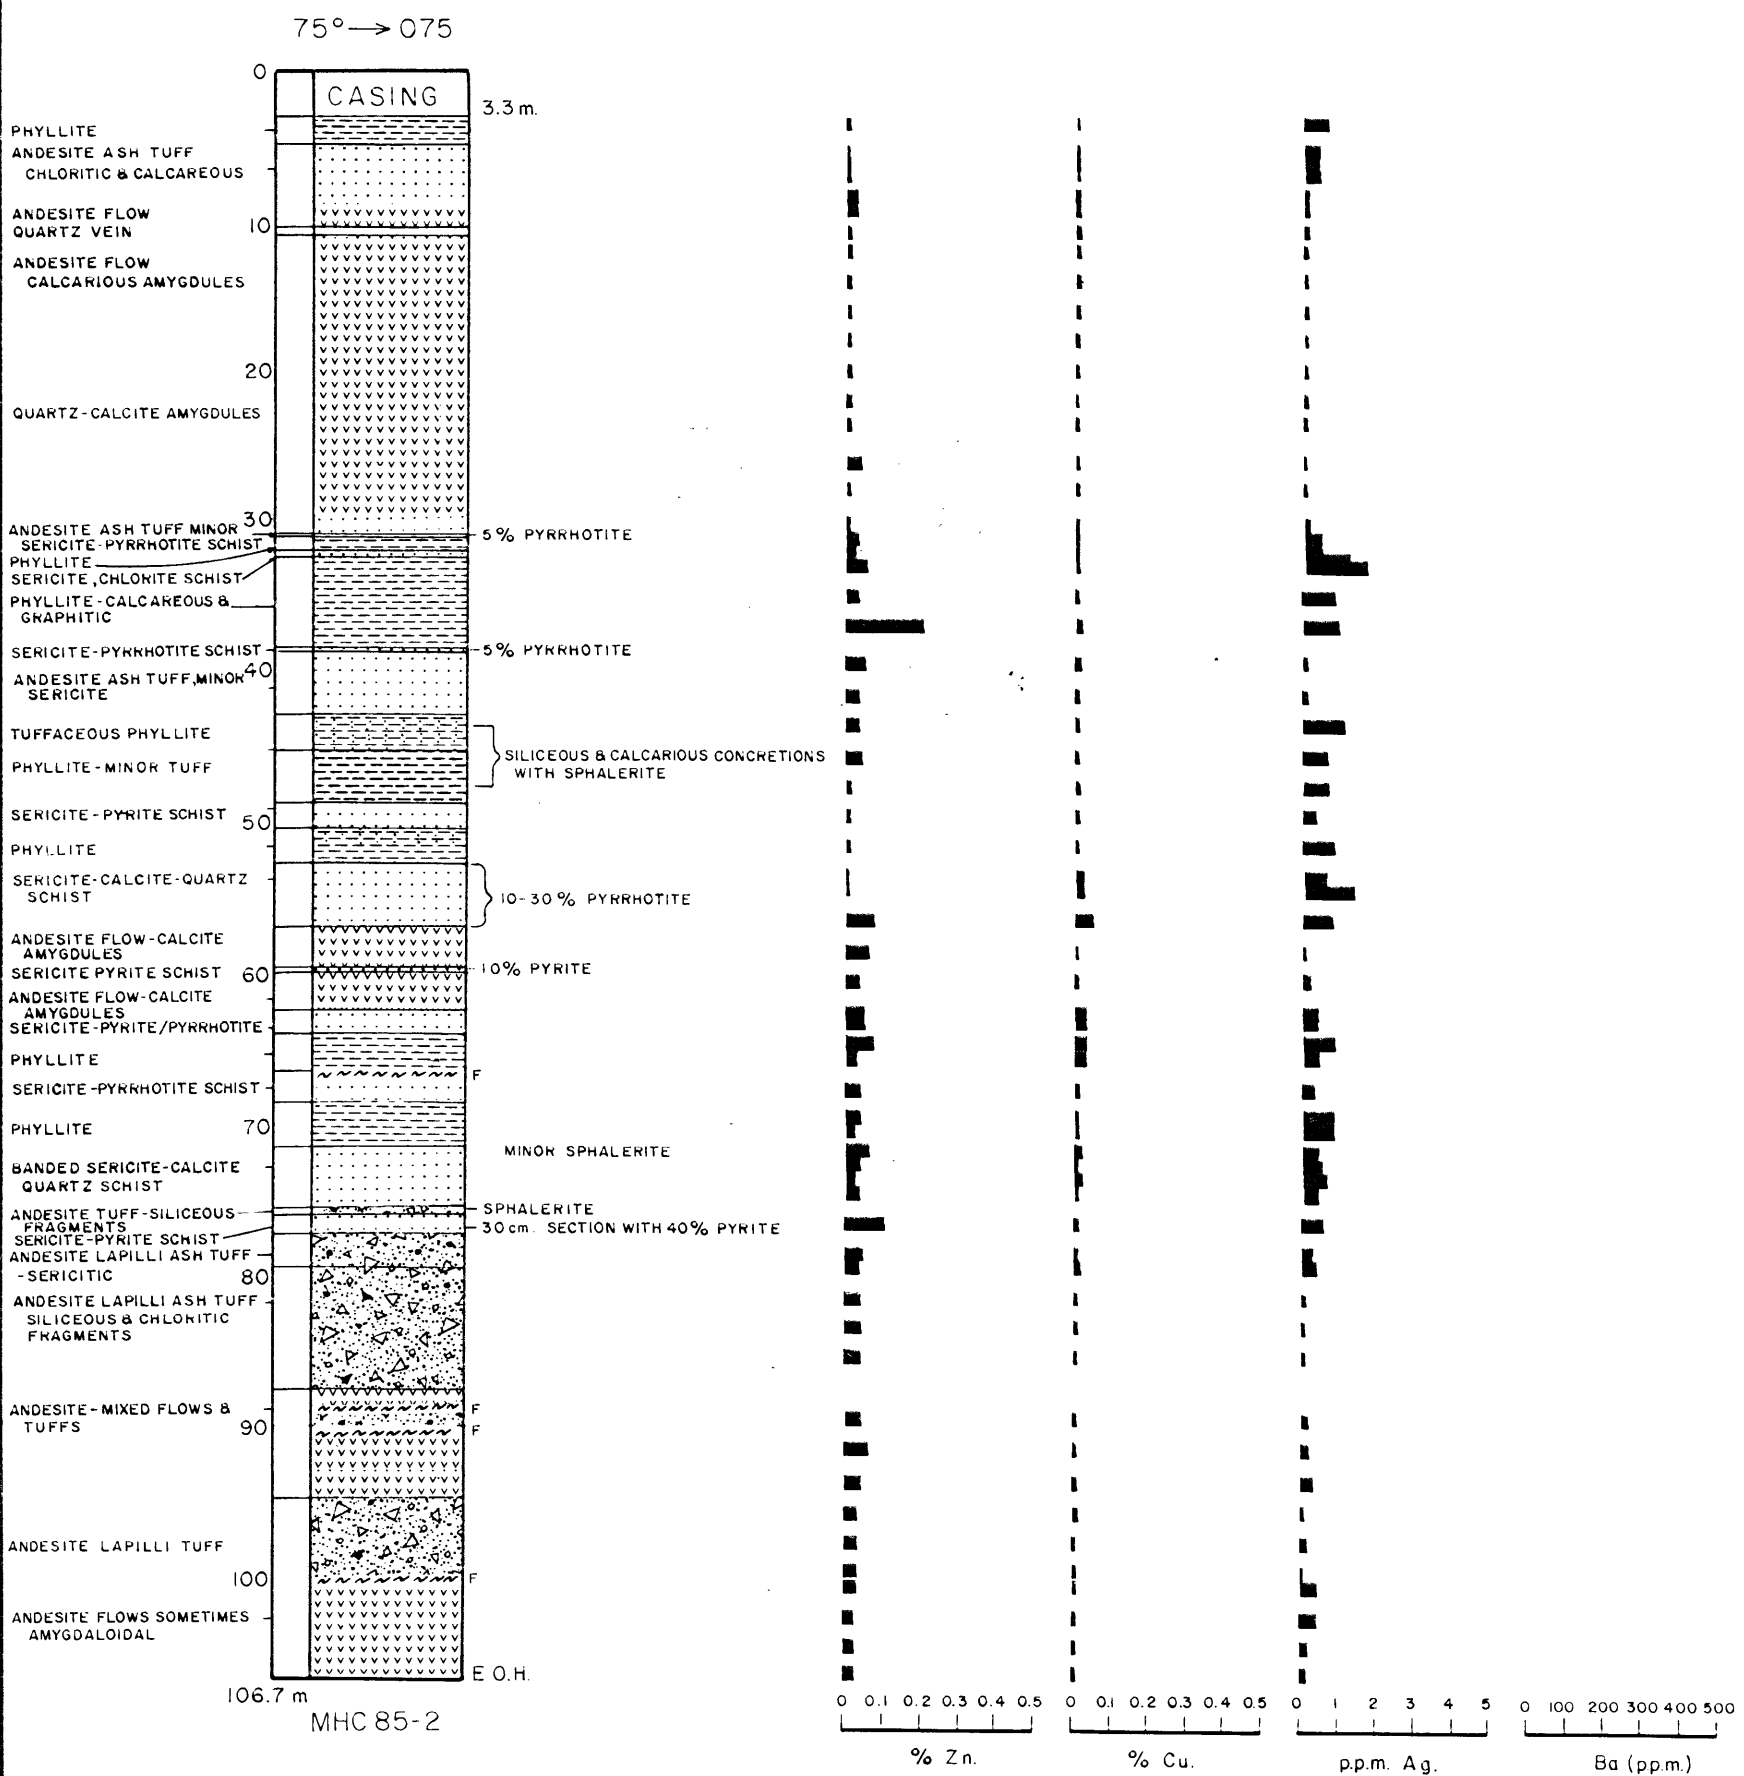 75° → 075
0
CASING
3.3 m.
PHYLLITE
ANDESITE ASH TUFF
CHLORITIC & CALCAREOUS
ANDESITE FLOW
QUARTZ VEIN
10
ANDESITE FLOW
CALCARIOUS AMYGDULES
20
QUARTZ-CALCITE AMYGDULES
30
ANDESITE ASH TUFF MINOR
SERICITE-PYRRHOTITE SCHIST
5% PYRRHOTITE
PHYLLITE
SERICITE, CHLORITE SCHIST
PHYLLITE-CALCAREOUS &
GRAPHITIC
SERICITE-PYRRHOTITE SCHIST
5% PYRRHOTITE
40
ANDESITE ASH TUFF, MINOR
SERICITE
TUFFACEOUS PHYLLITE
SILICEOUS & CALCARIOUS CONCRETIONS
WITH SPHALERITE
PHYLLITE-MINOR TUFF
SERICITE-PYRITE SCHIST
50
PHYLLITE
SERICITE-CALCITE-QUARTZ
SCHIST
10-30% PYRRHOTITE
ANDESITE FLOW-CALCITE
AMYGDULES
SERICITE PYRITE SCHIST
60
10% PYRITE
ANDESITE FLOW-CALCITE
AMYGDULES
SERICITE-PYRITE/PYRRHOTITE
PHYLLITE
F
SERICITE-PYRRHOTITE SCHIST
PHYLLITE
70
MINOR SPHALERITE
BANDED SERICITE-CALCITE
QUARTZ SCHIST
ANDESITE TUFF-SILICEOUS
FRAGMENTS
SPHALERITE
30 cm. SECTION WITH 40% PYRITE
SERICITE-PYRITE SCHIST
ANDESITE LAPILLI ASH TUFF
-SERICITIC
80
ANDESITE LAPILLI ASH TUFF
SILICEOUS & CHLORITIC
FRAGMENTS
ANDESITE-MIXED FLOWS &
TUFFS
F
90
F
ANDESITE LAPILLI TUFF
100
F
ANDESITE FLOWS SOMETIMES
AMYGDALOIDAL
E.O.H.
106.7 m
MHC 85-2
0 0.1 0.2 0.3 0.4 0.5
% Zn.
0 0.1 0.2 0.4 0.5
% Cu.
0 1 2 3 4 5
p.p.m. Ag.
0 100 200 300 400 500
Ba (p.p.m.)